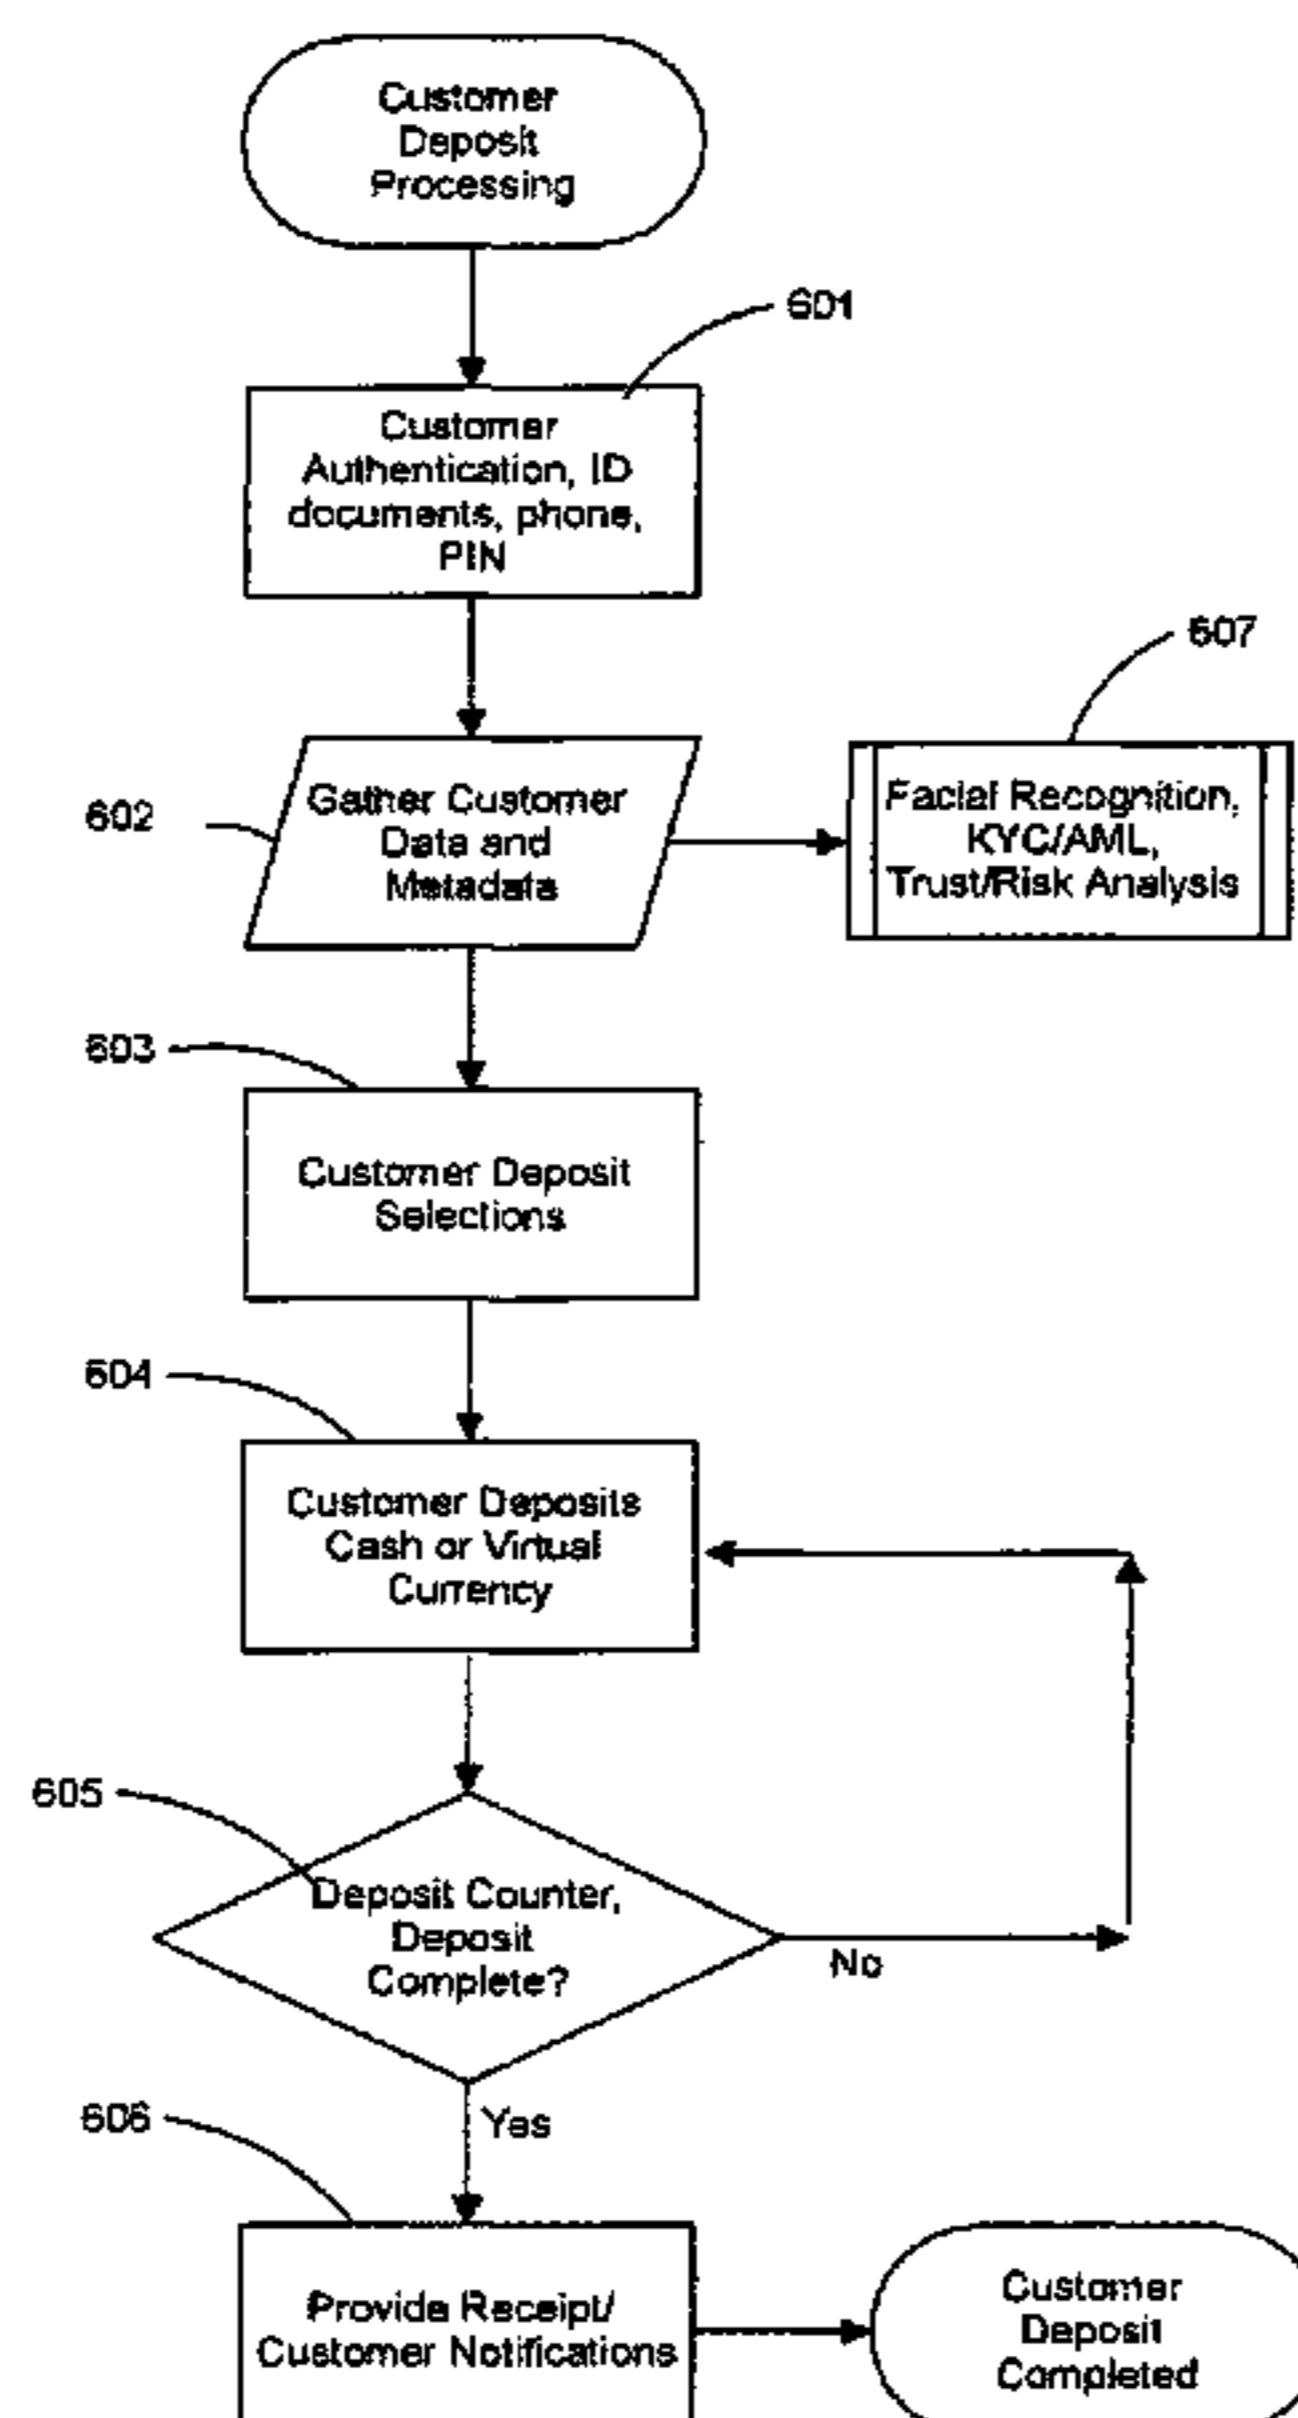 Customer
Deposit
Processing
601
Customer
Authentication, ID
documents, phone,
PIN
607
602
Gather Customer
Data and
Metadata
Facial Recognition,
KYC/AML,
Trust/Risk Analysis
603
Customer Deposit
Selections
604
Customer Deposits
Cash or Virtual
Currency
605
Deposit Counter,
Deposit
Complete?
No
606
Yes
Provide Receipt/
Customer Notifications
Customer
Deposit
Completed